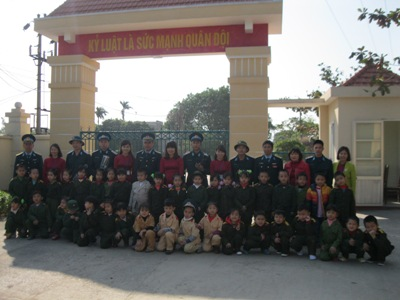 KỶ LUẬT LÀ SỨC MẠNH QUÂN ĐỘI